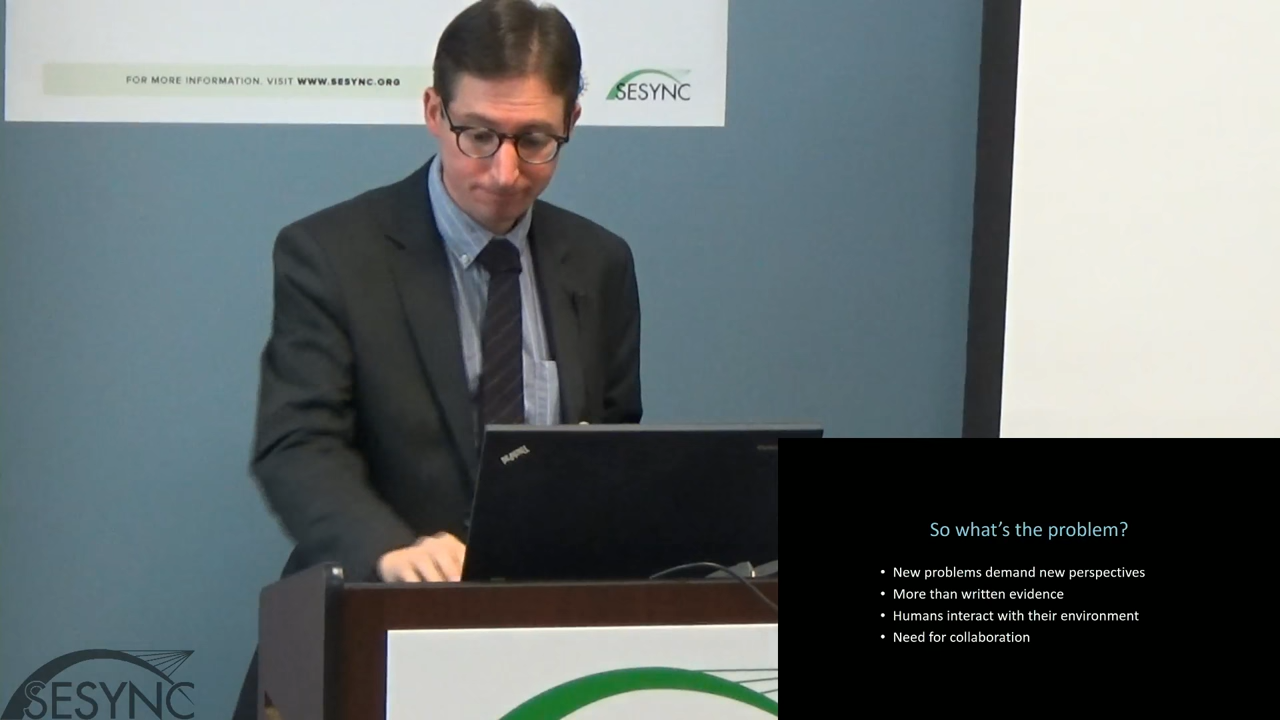 FOR MORE INFORMATION, VISIT WWW.SESYNC.ORG
SESYNC
ThinkPad
So what's the problem?
• New problems demand new perspectives
• More than written evidence
• Humans interact with their environment
• Need for collaboration
SESYNC